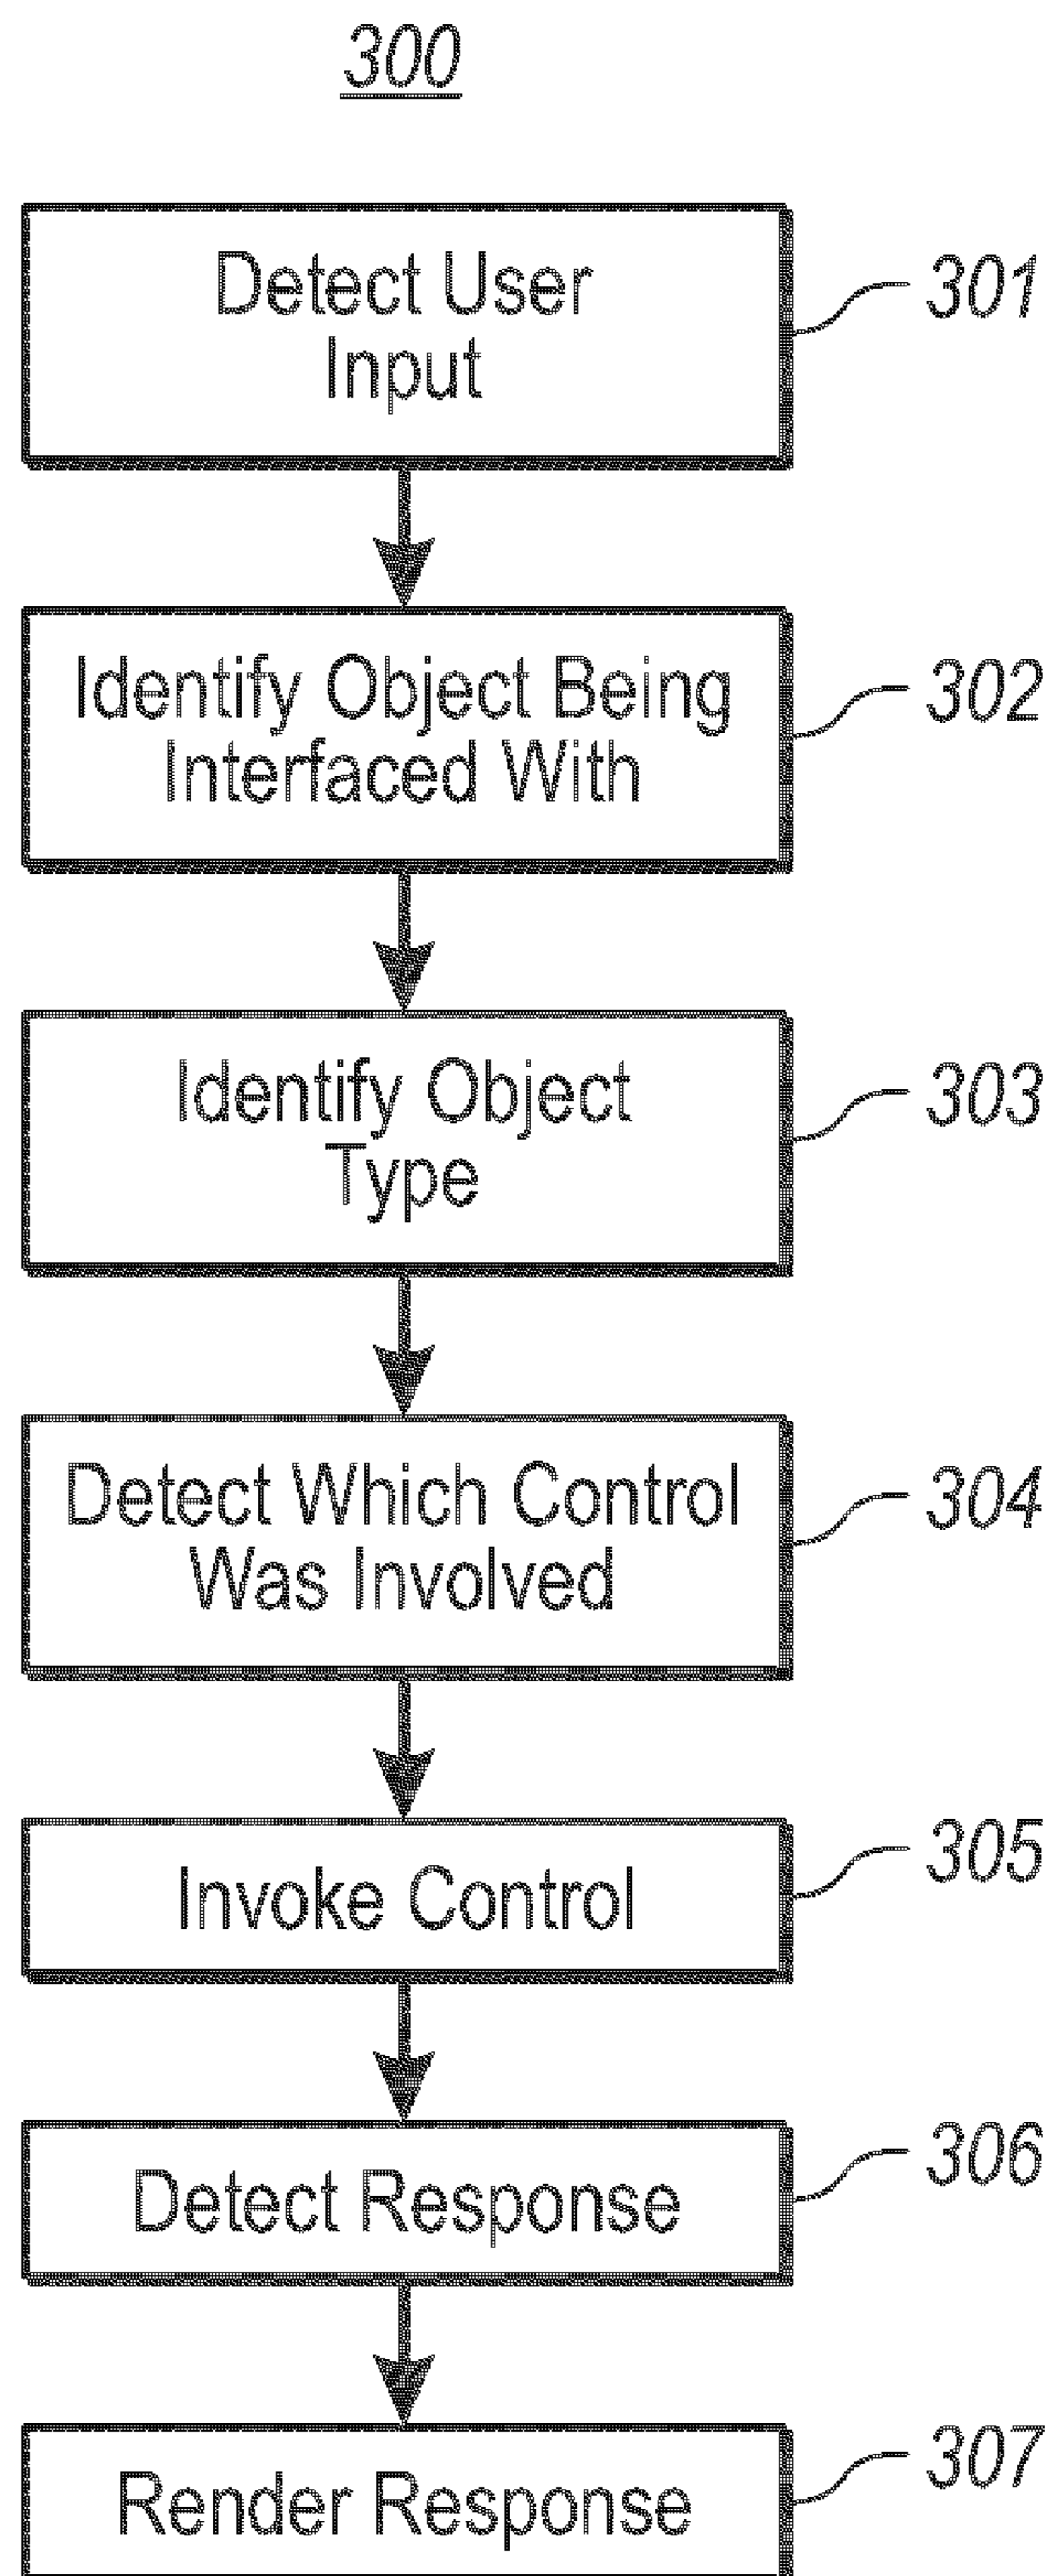 300
Detect User
Input
301
Identify Object Being
Interfaced With
302
Identify Object
Type
303
Detect Which Control
Was Involved
304
Invoke Control
305
Detect Response
306
Render Response
307